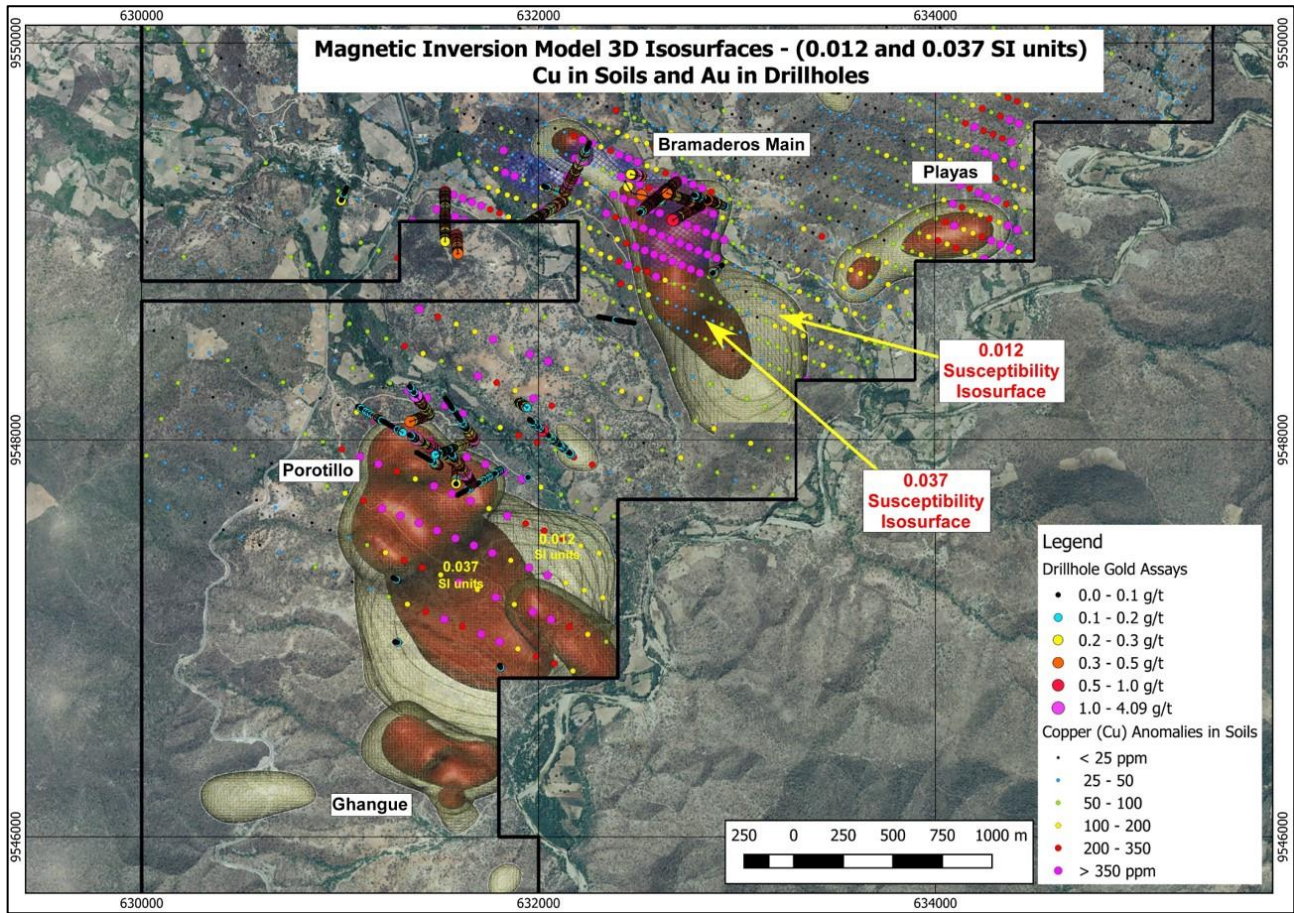 630000
632000
634000
9550000
9550000
Magnetic Inversion Model 3D Isosurfaces - (0.012 and 0.037 SI units)
Cu in Soils and Au in Drillholes
Bramaderos Main
Playas
0.012
Susceptibility
Isosurface
9548000
9548000
Porotillo
0.037
Susceptibility
Isosurface
0.012
SI units
0.037
SI units
Legend
Drillhole Gold Assays
0.0 - 0.1 g/t
0.1 - 0.2 g/t
0.2 - 0.3 g/t
0.3 - 0.5 g/t
0.5 - 1.0 g/t
1.0 - 4.09 g/t
Copper (Cu) Anomalies in Soils
< 25 ppm
25 - 50
50 - 100
100 - 200
200 - 350
> 350 ppm
Ghangue
250 0 250 500 750 1000 m
9546000
9546000
630000
632000
634000